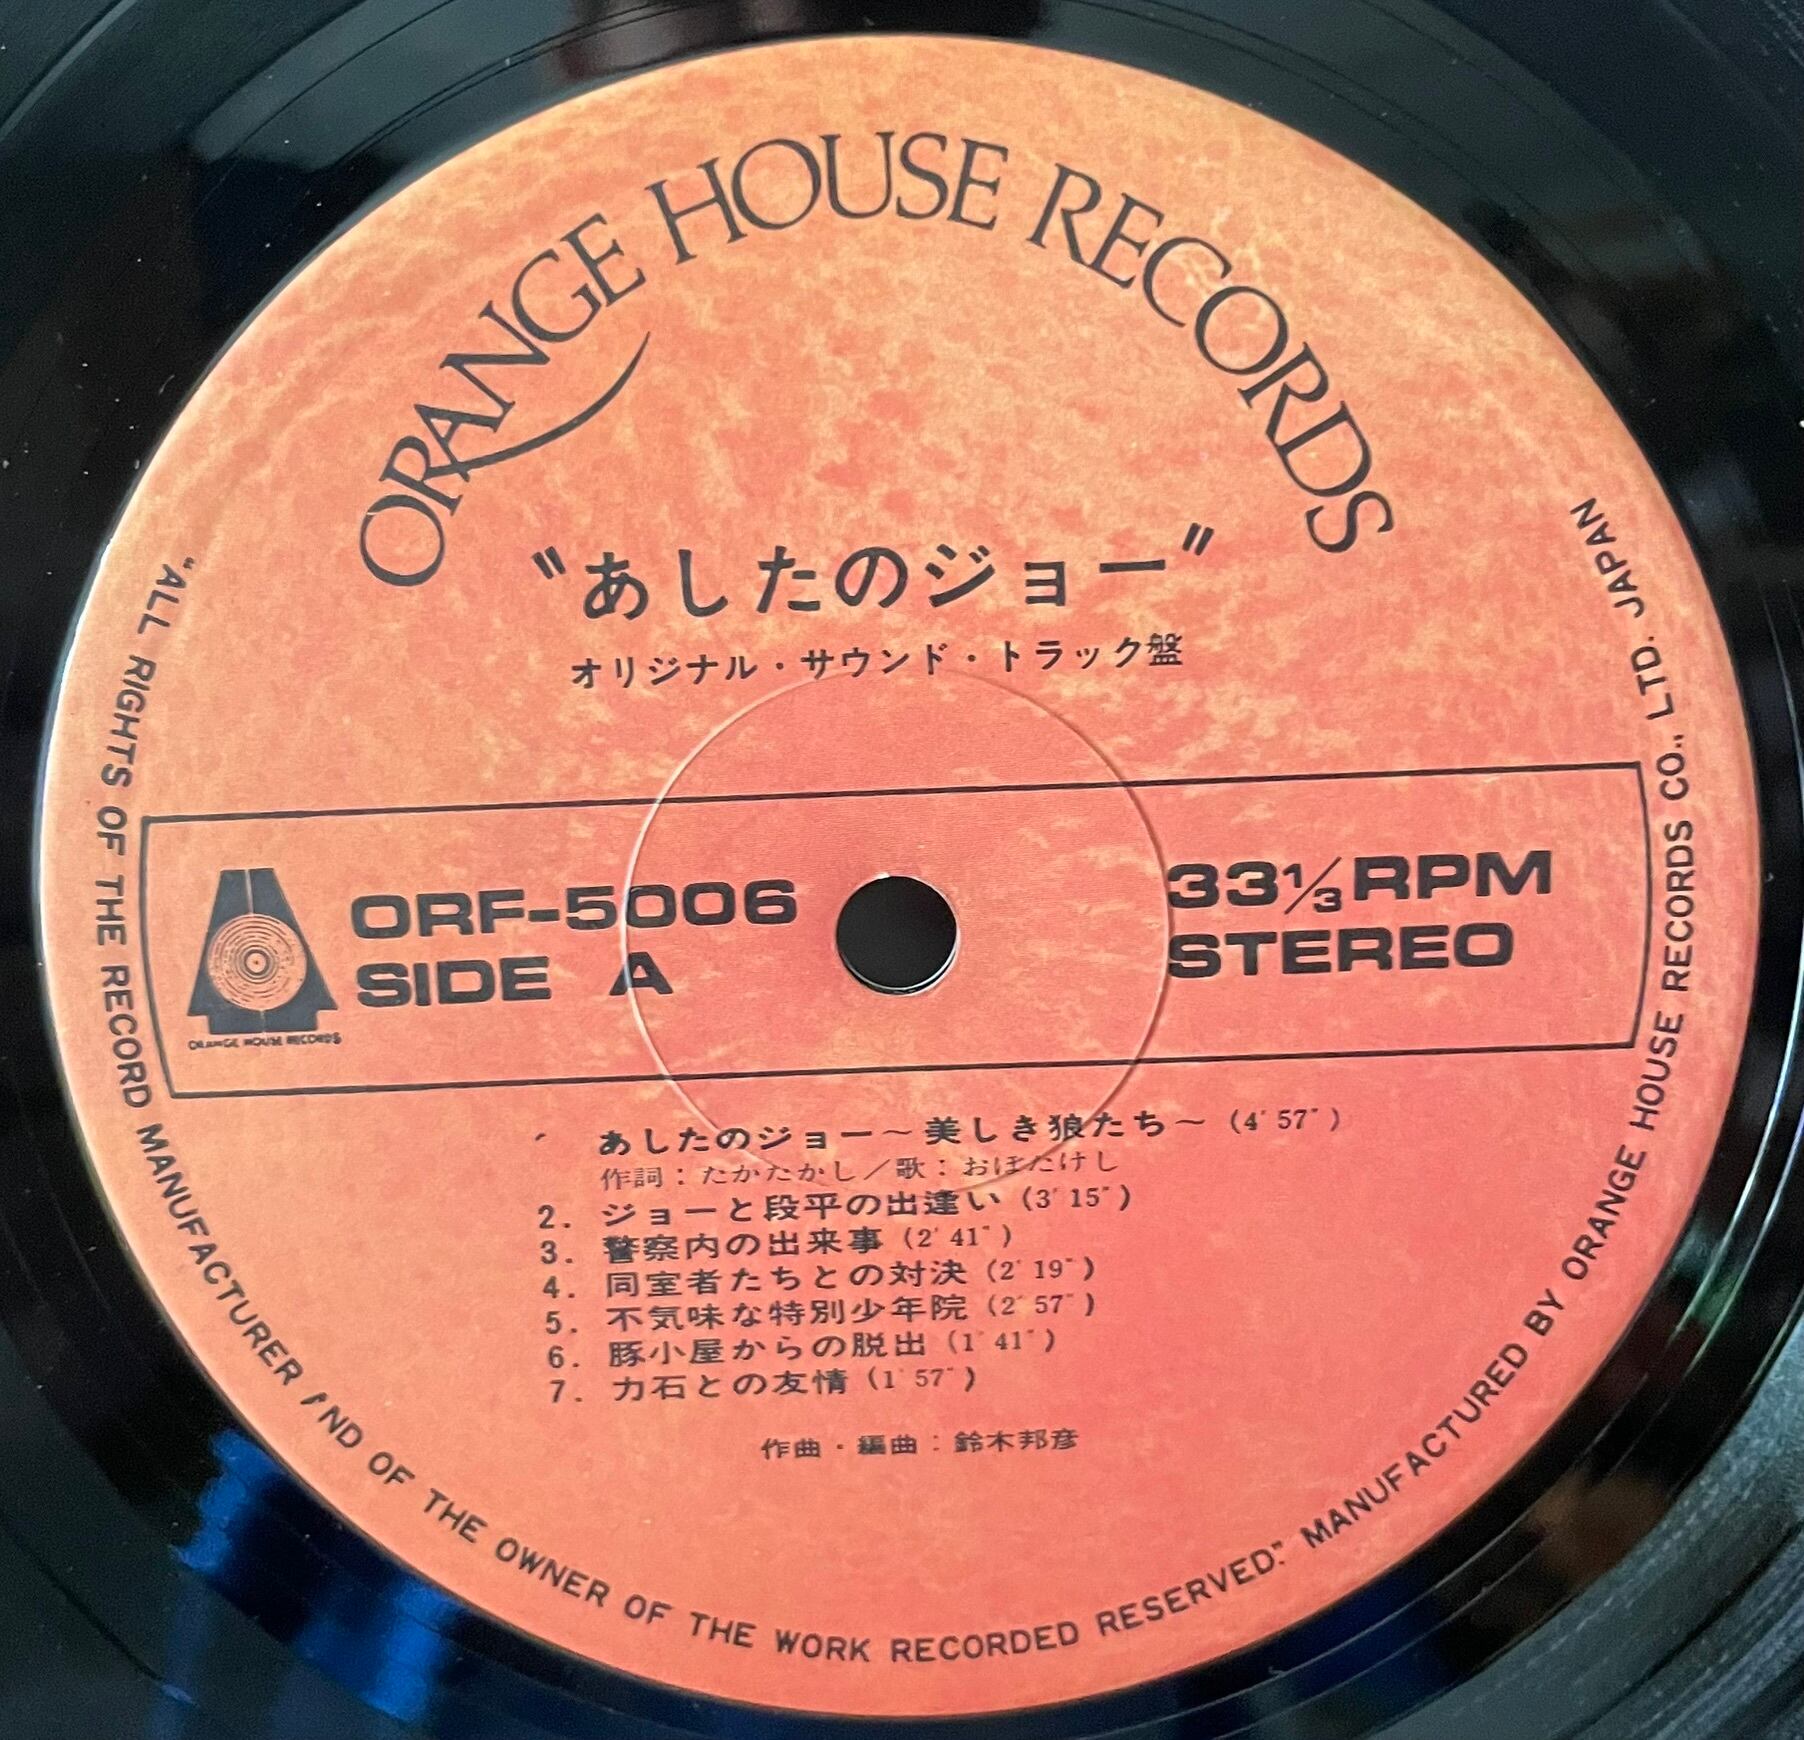 ORANGE HOUSE RECORDS
"あしたのジョー"
オリジナル・サウンド・トラック盤
ORF-5006
SIDE A
33 1/3 RPM
STEREO
ORANGE HOUSE RECORDS
あしたのジョー～美しき狼たち～ (4′57″)
作詞：たかたかし／歌：おぼたけし
2. ジョーと段平の出逢い (3′15″)
3. 警察内の出来事 (2′41″)
4. 同室者たちとの対決 (2′19″)
5. 不気味な特別少年院 (2′57″)
6. 豚小屋からの脱出 (1′41″)
7. 力石との友情 (1′57″)
作曲・編曲：鈴木邦彦
"ALL RIGHTS OF THE RECORD MANUFACTURER AND OF THE OWNER OF THE WORK RECORDED RESERVED." MANUFACTURED BY ORANGE HOUSE RECORDS CO., LTD. JAPAN